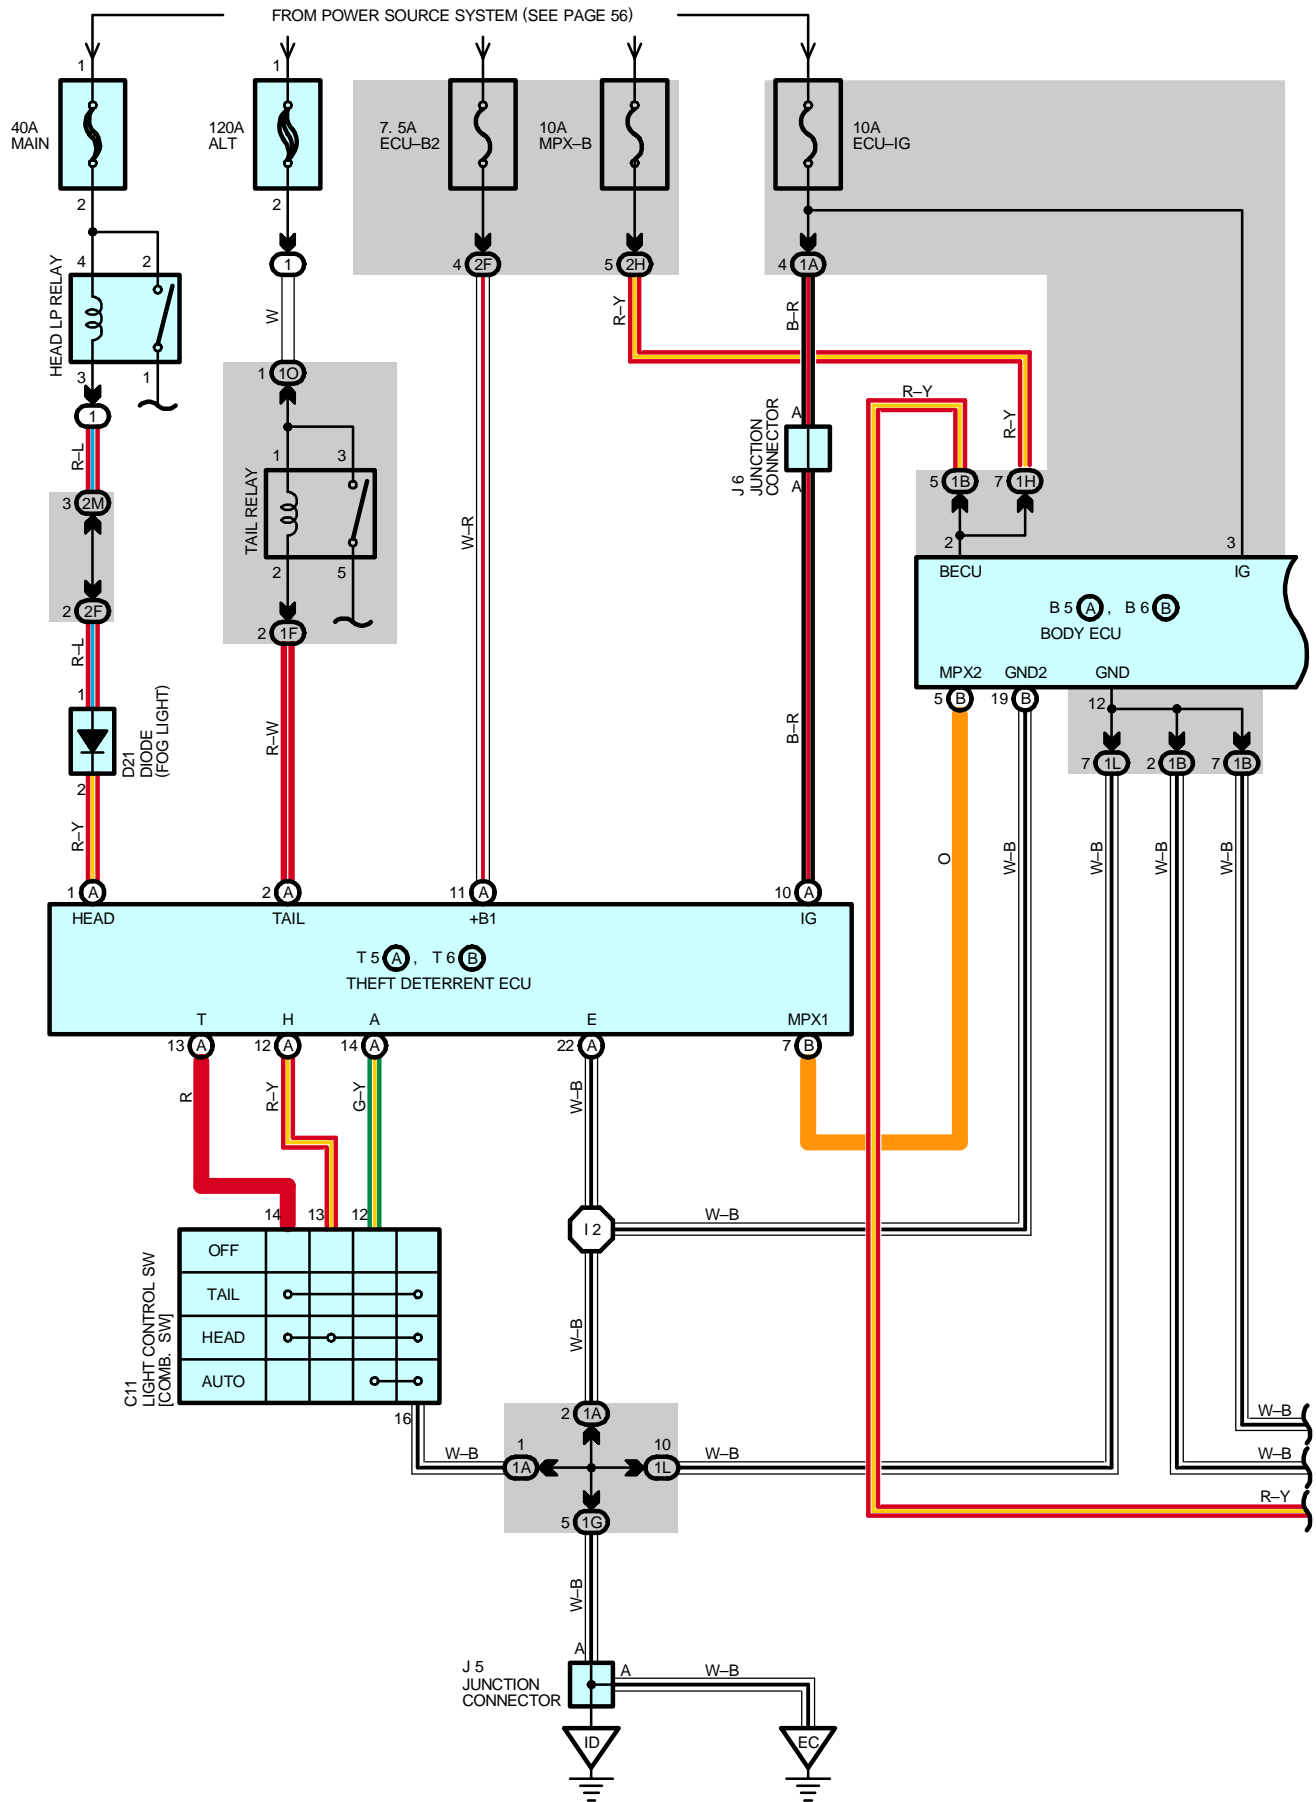 FROM POWER SOURCE SYSTEM (SEE PAGE 56)
1
1
40A
MAIN
120A
ALT
7. 5A
ECU–B2
10A
MPX–B
10A
ECU–IG
2
2
4
2
1
4 2F
5 2H
4 1A
HEAD LP RELAY
W
R–Y
B–R
3
1
1 1O
1
R–Y
A
J 6
JUNCTION
CONNECTOR
A
R–Y
R–L
1
3
TAIL RELAY
5 1B
7 1H
3 2M
W–R
2
3
2
5
BECU
IG
2 2F
2 1F
B 5 A , B 6 B
BODY ECU
R–L
MPX2
GND2
GND
1
5 B
19 B
12
D21
DIODE
(FOG LIGHT)
R–W
B–R
7 1L
2 1B
7 1B
2
R–Y
O
W–B
W–B
W–B
W–B
1 A
2 A
11 A
10 A
HEAD
TAIL
+B1
IG
T 5 A , T 6 B
THEFT DETERRENT ECU
T
H
A
E
MPX1
13 A
12 A
14 A
22 A
7 B
R
R–Y
G–Y
W–B
14
13
12
I 2
W–B
C11
LIGHT CONTROL SW
[COMB. SW]
OFF
TAIL
HEAD
AUTO
W–B
16
2 1A
W–B
W–B
1
1A
10
1L
W–B
W–B
R–Y
5 1G
W–B
A
J 5
JUNCTION
CONNECTOR
A
W–B
ID
EC